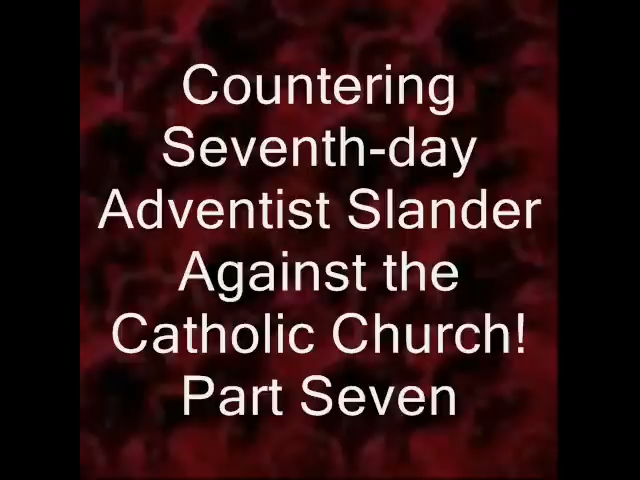 Countering
Seventh-day
Adventist Slander
Against the
Catholic Church!
Part Seven